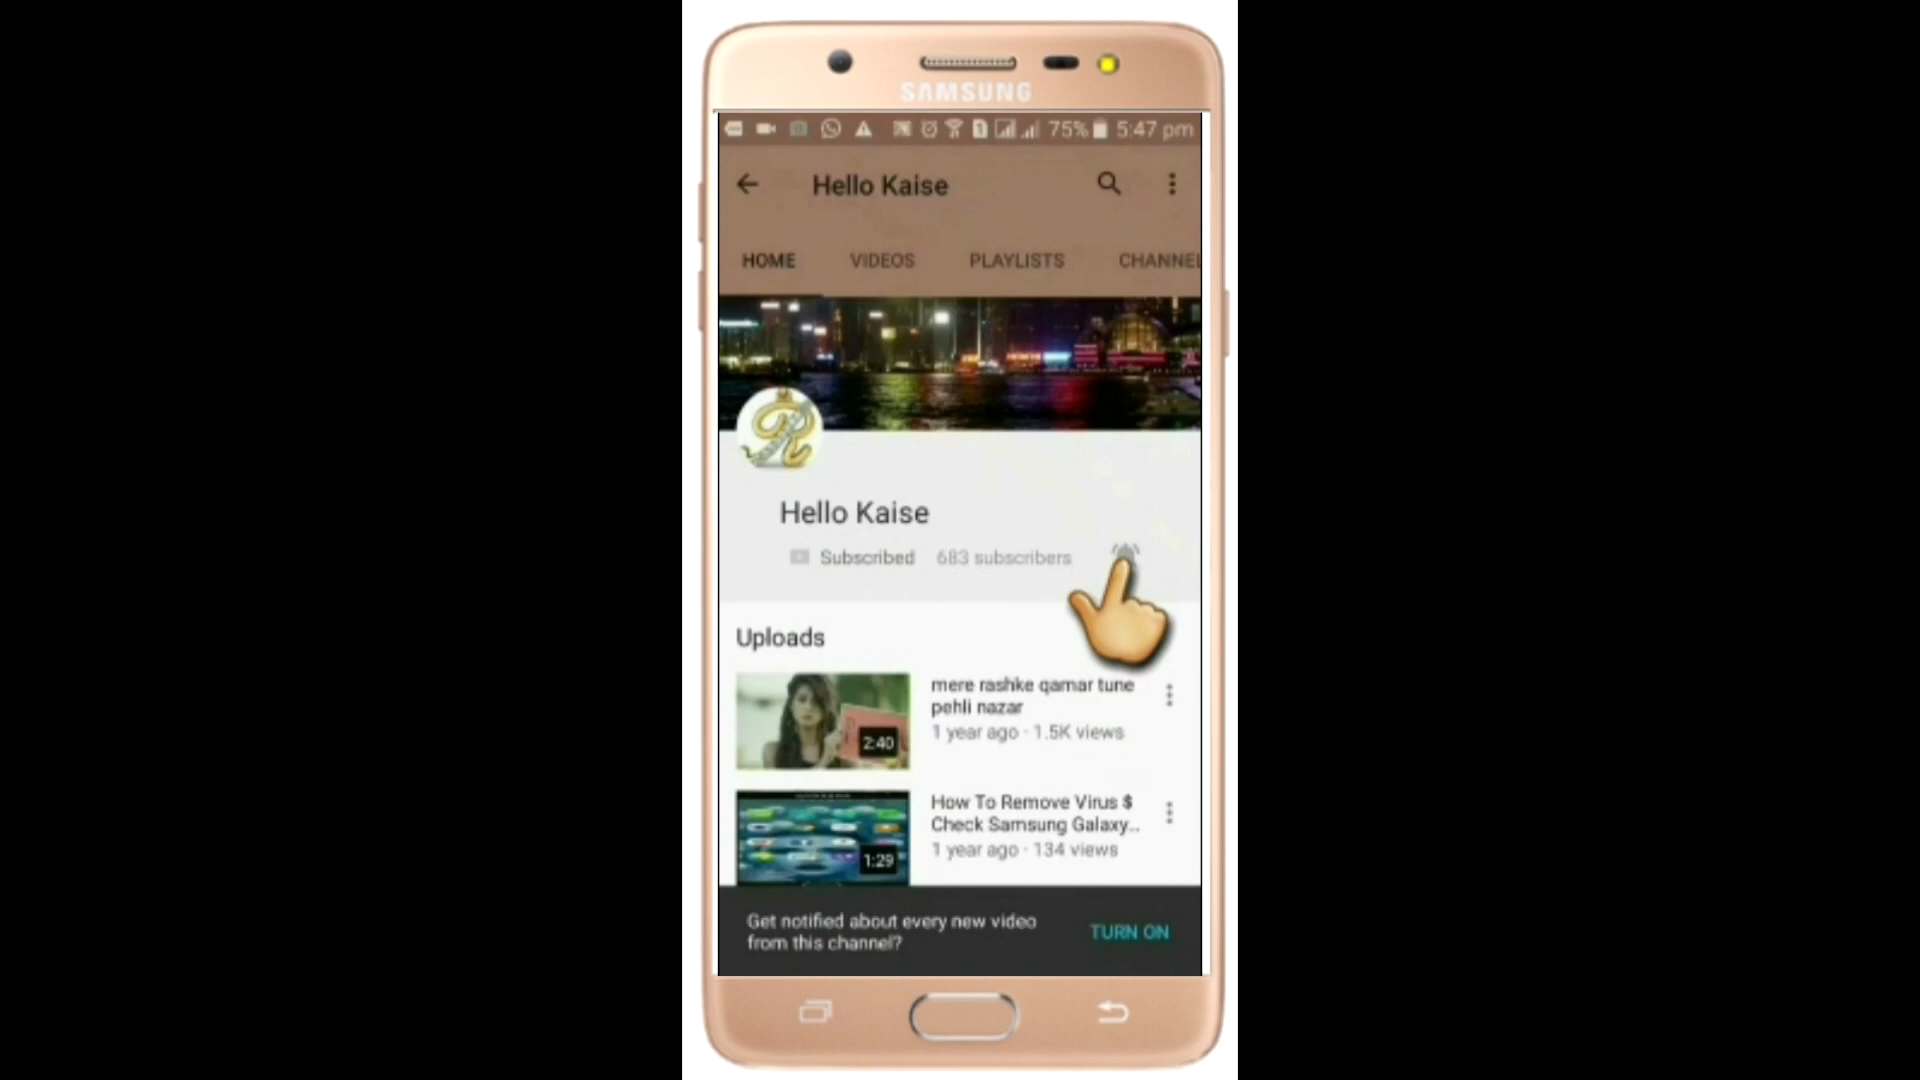 SAMSUNG
75% 5:47 pm
Hello Kaise
HOME VIDEOS PLAYLISTS CHANNEL
Hello Kaise
Subscribed 683 subscribers
Uploads
mere rashke qamar tune
pehli nazar
2:40
1 year ago · 1.5K views
How To Remove Virus $
Check Samsung Galaxy...
1:29
1 year ago · 134 views
Get notified about every new video
from this channel?
TURN ON